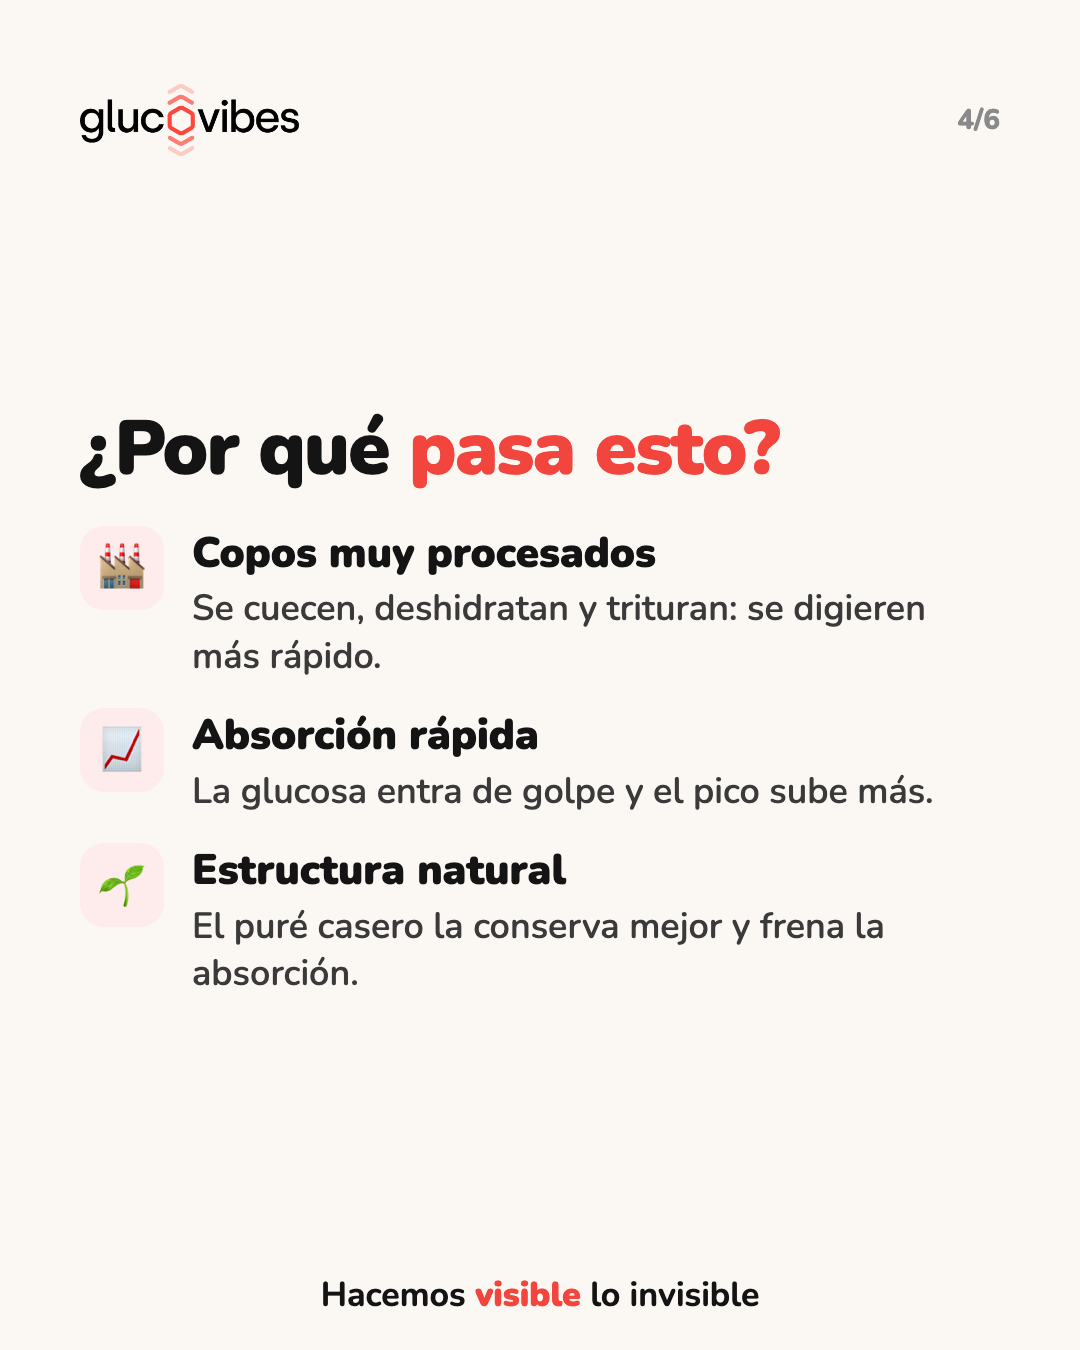 glucovibes
4/6
¿Por qué pasa esto?
Copos muy procesados
Se cuecen, deshidratan y trituran: se digieren
más rápido.
Absorción rápida
La glucosa entra de golpe y el pico sube más.
Estructura natural
El puré casero la conserva mejor y frena la
absorción.
Hacemos visible lo invisible